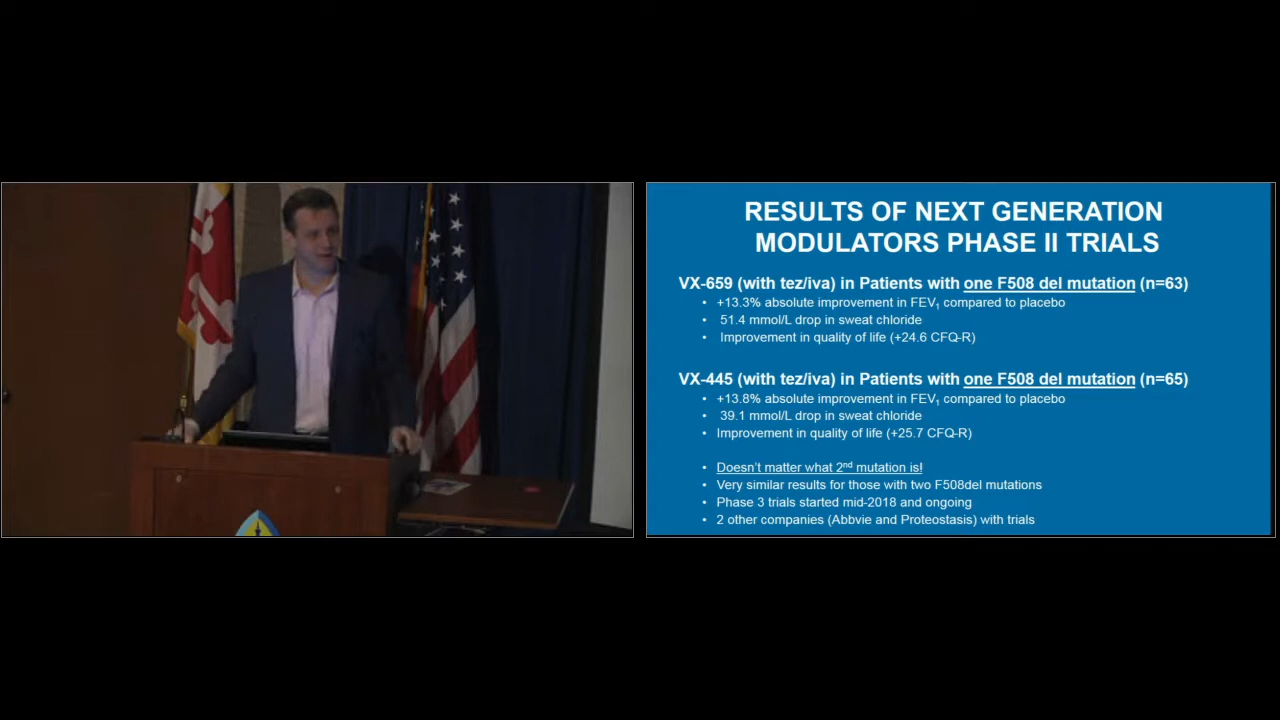 RESULTS OF NEXT GENERATION
MODULATORS PHASE II TRIALS
VX-659 (with tez/iva) in Patients with one F508 del mutation (n=63)
• +13.3% absolute improvement in FEV₁ compared to placebo
• 51.4 mmol/L drop in sweat chloride
• Improvement in quality of life (+24.6 CFQ-R)
VX-445 (with tez/iva) in Patients with one F508 del mutation (n=65)
• +13.8% absolute improvement in FEV₁ compared to placebo
• 39.1 mmol/L drop in sweat chloride
• Improvement in quality of life (+25.7 CFQ-R)
• Doesn't matter what 2ⁿᵈ mutation is!
• Very similar results for those with two F508del mutations
• Phase 3 trials started mid-2018 and ongoing
• 2 other companies (Abbvie and Proteostasis) with trials